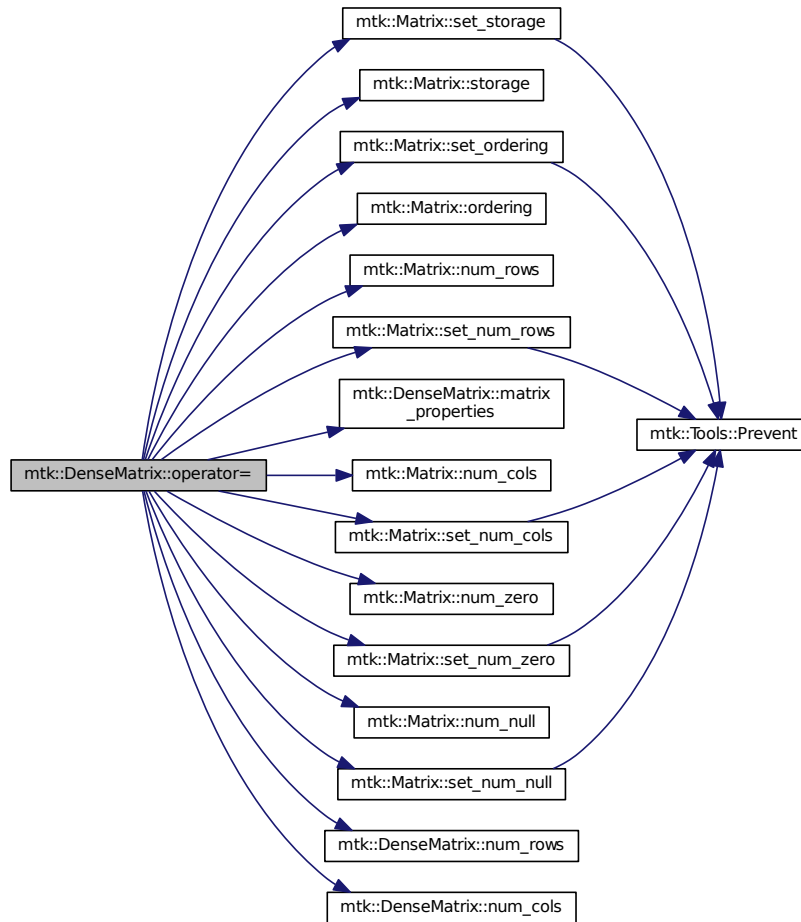 mtk::Matrix::set_storage
mtk::Matrix::storage
mtk::Matrix::set_ordering
mtk::Matrix::ordering
mtk::Matrix::num_rows
mtk::Matrix::set_num_rows
mtk::DenseMatrix::matrix
_properties
mtk::Tools::Prevent
mtk::DenseMatrix::operator=
mtk::Matrix::num_cols
mtk::Matrix::set_num_cols
mtk::Matrix::num_zero
mtk::Matrix::set_num_zero
mtk::Matrix::num_null
mtk::Matrix::set_num_null
mtk::DenseMatrix::num_rows
mtk::DenseMatrix::num_cols